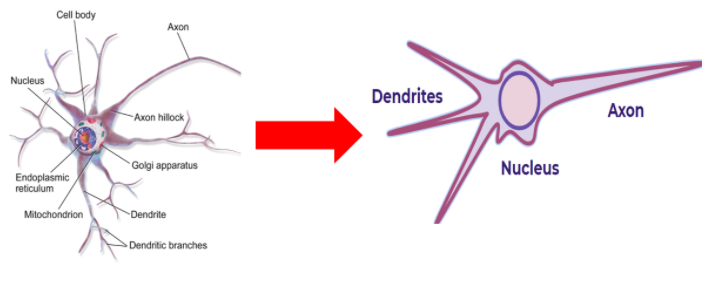 Cell body
Axon
Nucleus
Axon hillock
Golgi apparatus
Endoplasmic
reticulum
Mitochondrion
Dendrite
Dendritic branches
Dendrites
Axon
Nucleus